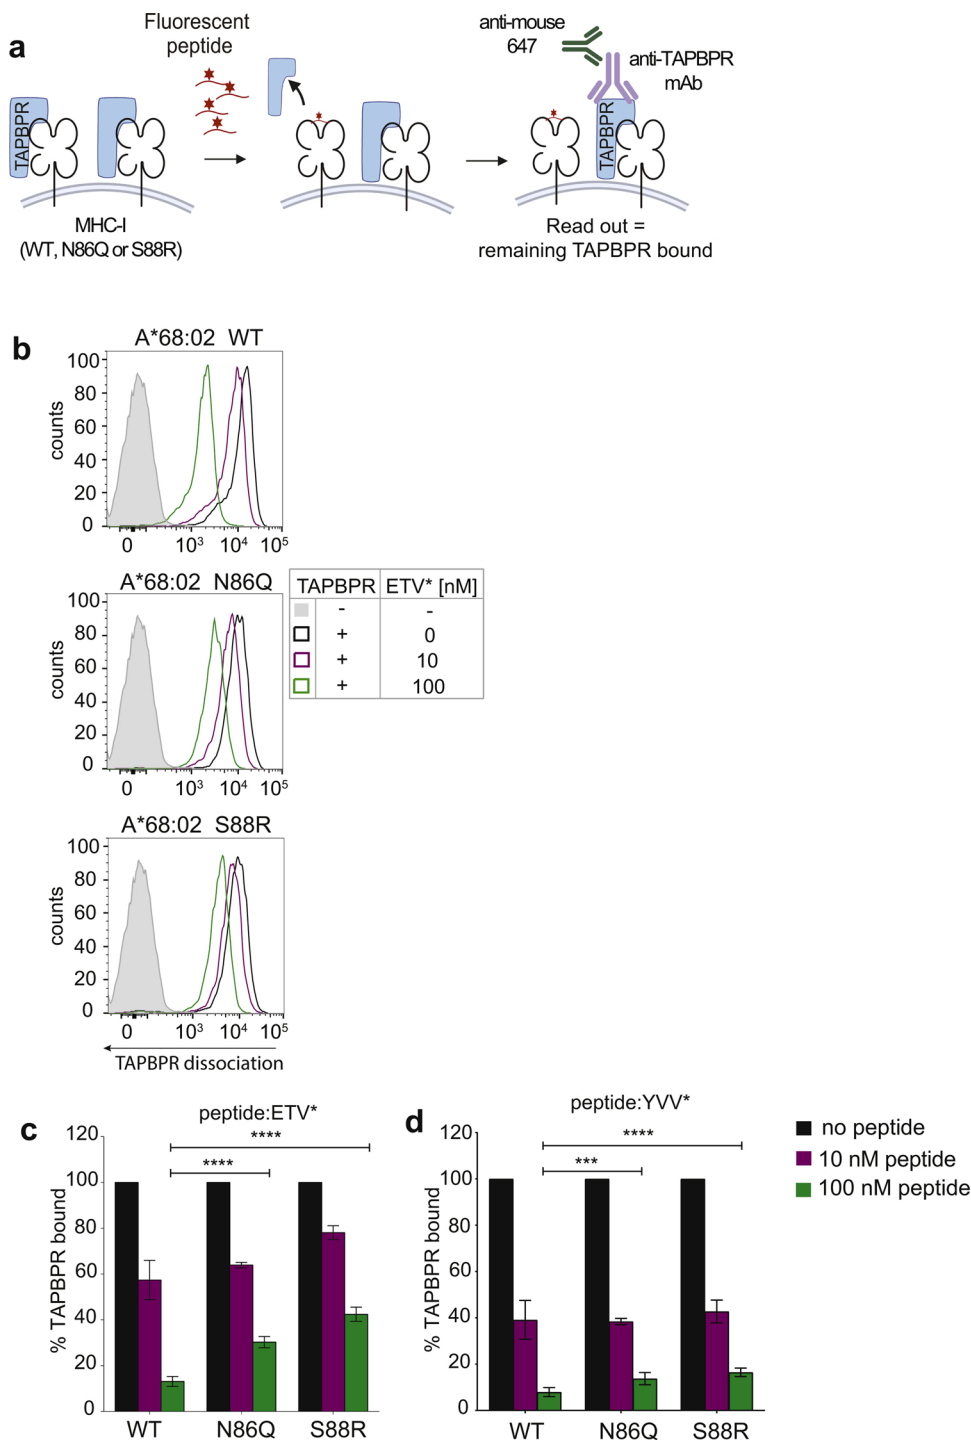 a
Fluorescent
peptide
anti-mouse
647
anti-TAPBPR
mAb
TAPBPR
TAPBPR
MHC-I
(WT, N86Q or S88R)
Read out =
remaining TAPBPR bound
b
A*68:02 WT
counts
100
80
60
40
20
0
0 10³ 10⁴ 10⁵
A*68:02 N86Q
counts
100
80
60
40
20
0
0 10³ 10⁴ 10⁵
TAPBPR ETV* [nM]
- -
+ 0
+ 10
+ 100
A*68:02 S88R
counts
100
80
60
40
20
0
0 10³ 10⁴ 10⁵
TAPBPR dissociation
c
peptide:ETV*
% TAPBPR bound
120
100
80
60
40
20
0
****
****
WT N86Q S88R
d
peptide:YVV*
% TAPBPR bound
120
100
80
60
40
20
0
****
***
WT N86Q S88R
no peptide
10 nM peptide
100 nM peptide